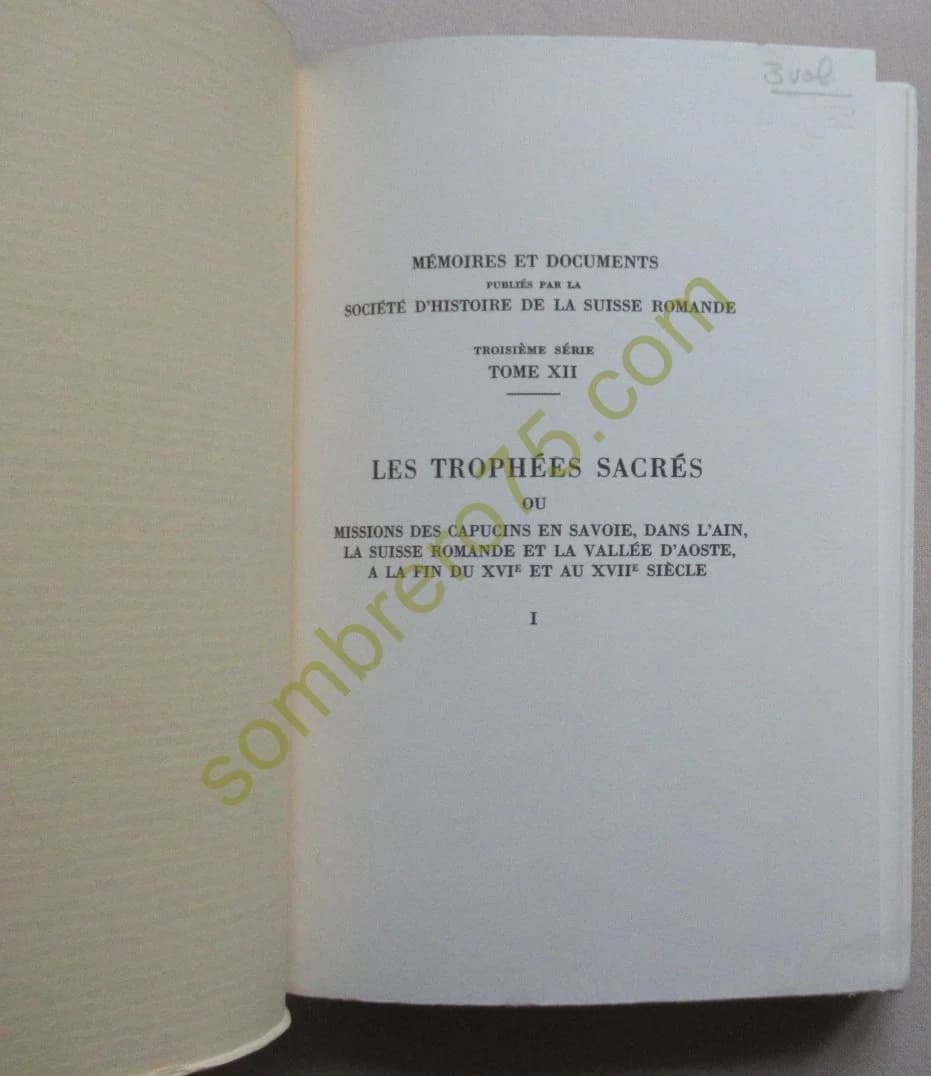 3 vol.
MÉMOIRES ET DOCUMENTS
PUBLIÉS PAR LA
SOCIÉTÉ D'HISTOIRE DE LA SUISSE ROMANDE
TROISIÈME SÉRIE
TOME XII
LES TROPHÉES SACRÉS
OU
MISSIONS DES CAPUCINS EN SAVOIE, DANS L'AIN,
LA SUISSE ROMANDE ET LA VALLÉE D'AOSTE,
A LA FIN DU XVIE ET AU XVIIE SIÈCLE
I
sombrero75.com